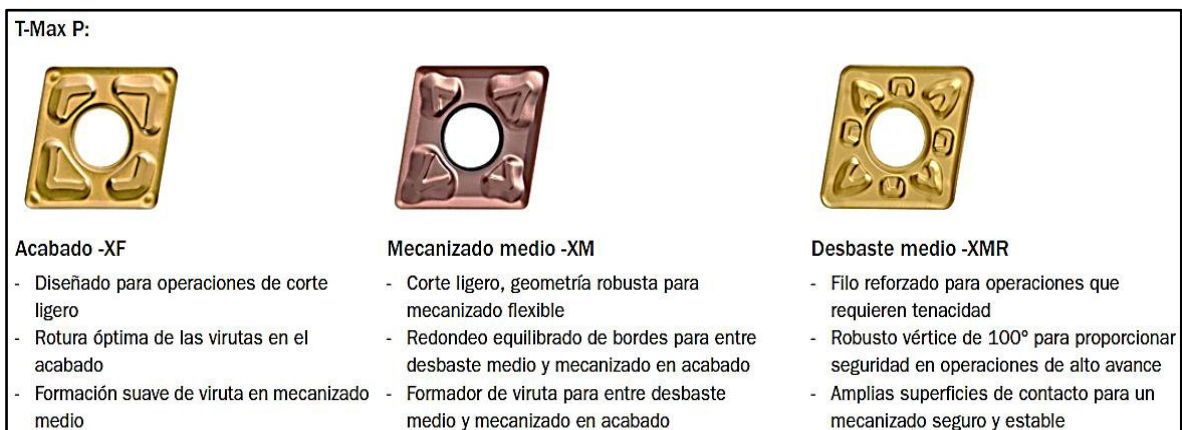 T-Max P:
Acabado -XF
- Diseñado para operaciones de corte
ligero
- Rotura óptima de las virutas en el
acabado
- Formación suave de viruta en mecanizado
medio
Mecanizado medio -XM
- Corte ligero, geometría robusta para
mecanizado flexible
- Redondeo equilibrado de bordes para entre
desbaste medio y mecanizado en acabado
- Formador de viruta para entre desbaste
medio y mecanizado en acabado
Desbaste medio -XMR
- Filo reforzado para operaciones que
requieren tenacidad
- Robusto vértice de 100° para proporcionar
seguridad en operaciones de alto avance
- Amplias superficies de contacto para un
mecanizado seguro y estable